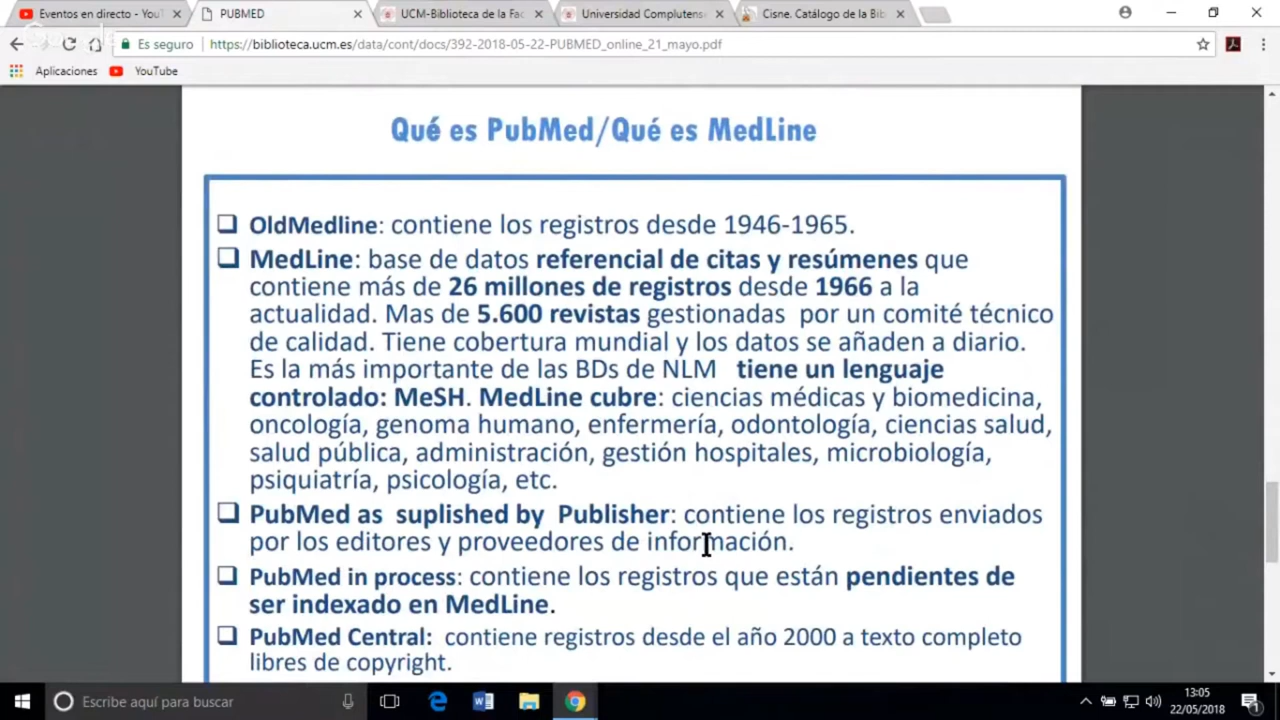 Eventos en directo - YouT
PUBMED
UCM-Biblioteca de la Fac
Universidad Complutens
Cisne. Catálogo de la Bib
Es seguro
https://biblioteca.ucm.es/data/cont/docs/392-2018-05-22-PUBMED_online_21_mayo.pdf
Aplicaciones
YouTube
Qué es PubMed/Qué es MedLine
❑ OldMedline: contiene los registros desde 1946-1965.
❑ MedLine: base de datos referencial de citas y resúmenes que
contiene más de 26 millones de registros desde 1966 a la
actualidad. Mas de 5.600 revistas gestionadas por un comité técnico
de calidad. Tiene cobertura mundial y los datos se añaden a diario.
Es la más importante de las BDs de NLM tiene un lenguaje
controlado: MeSH. MedLine cubre: ciencias médicas y biomedicina,
oncología, genoma humano, enfermería, odontología, ciencias salud,
salud pública, administración, gestión hospitales, microbiología,
psiquiatría, psicología, etc.
❑ PubMed as suplished by Publisher: contiene los registros enviados
por los editores y proveedores de información.
❑ PubMed in process: contiene los registros que están pendientes de
ser indexado en MedLine.
❑ PubMed Central: contiene registros desde el año 2000 a texto completo
libres de copyright.
Escribe aquí para buscar
13:05
22/05/2018
1